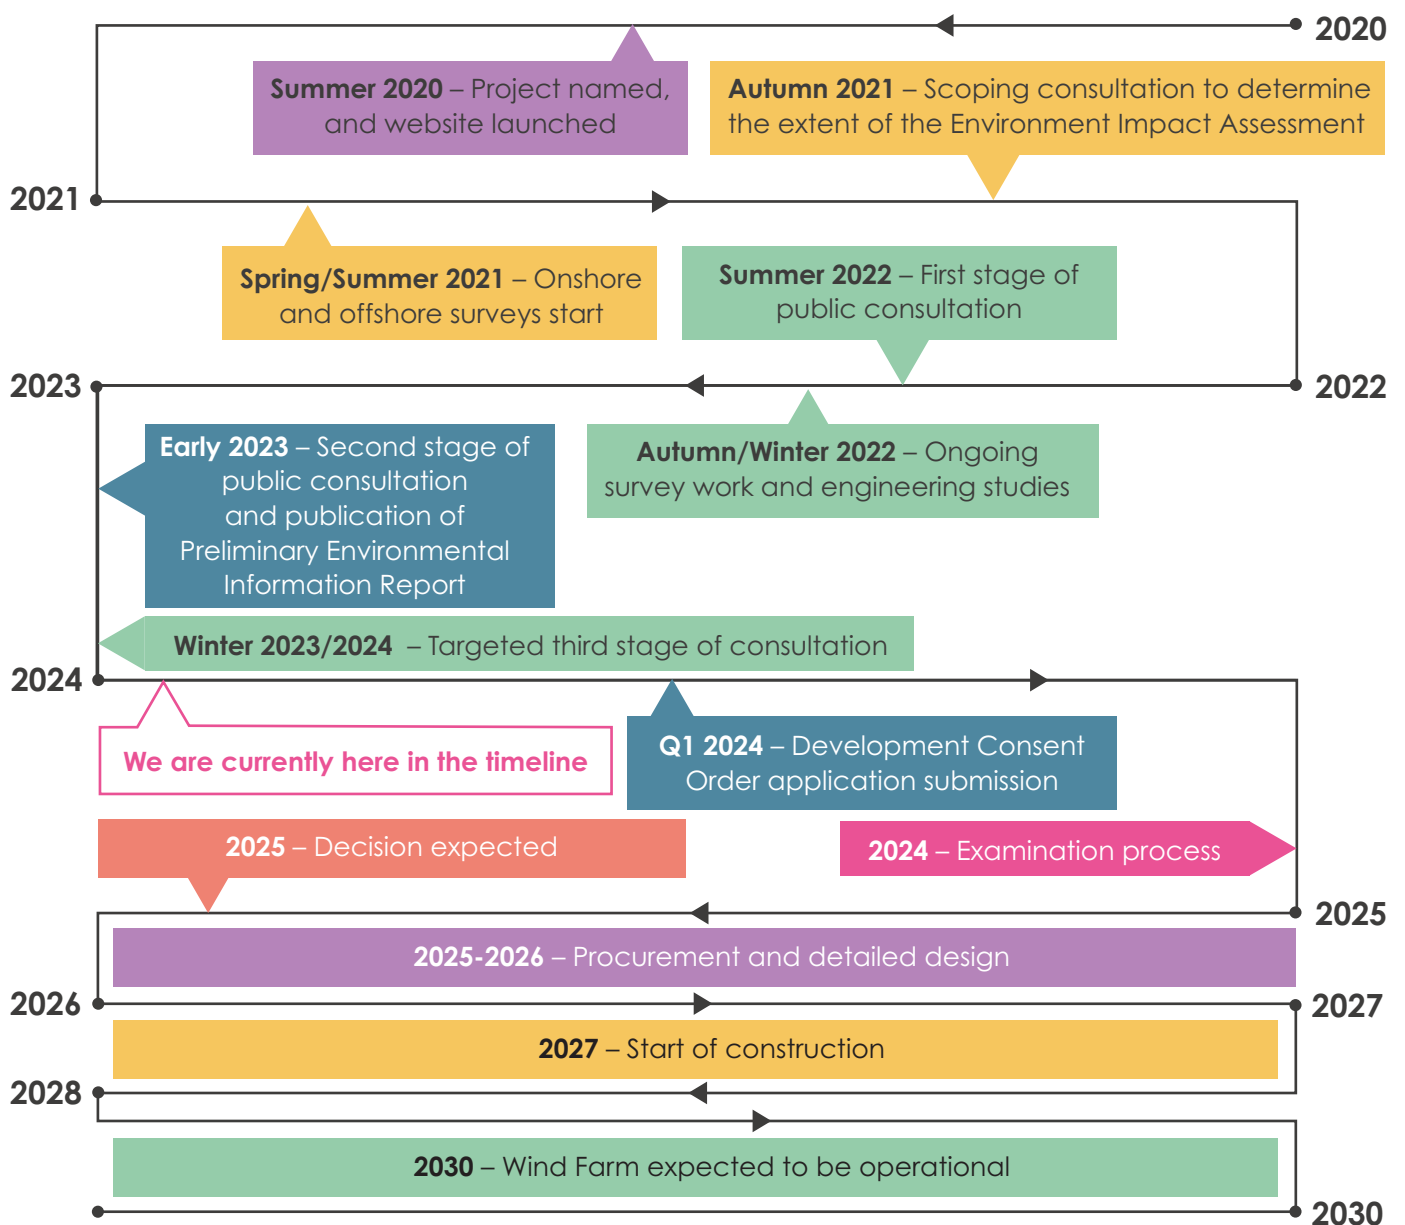 2020
Summer 2020 – Project named,
and website launched
Autumn 2021 – Scoping consultation to determine
the extent of the Environment Impact Assessment
2021
Spring/Summer 2021 – Onshore
and offshore surveys start
Summer 2022 – First stage of
public consultation
2023
2022
Early 2023 – Second stage of
public consultation
and publication of
Preliminary Environmental
Information Report
Autumn/Winter 2022 – Ongoing
survey work and engineering studies
Winter 2023/2024 – Targeted third stage of consultation
2024
We are currently here in the timeline
Q1 2024 – Development Consent
Order application submission
2025 – Decision expected
2024 – Examination process
2025
2025-2026 – Procurement and detailed design
2026
2027
2027 – Start of construction
2028
2030 – Wind Farm expected to be operational
2030